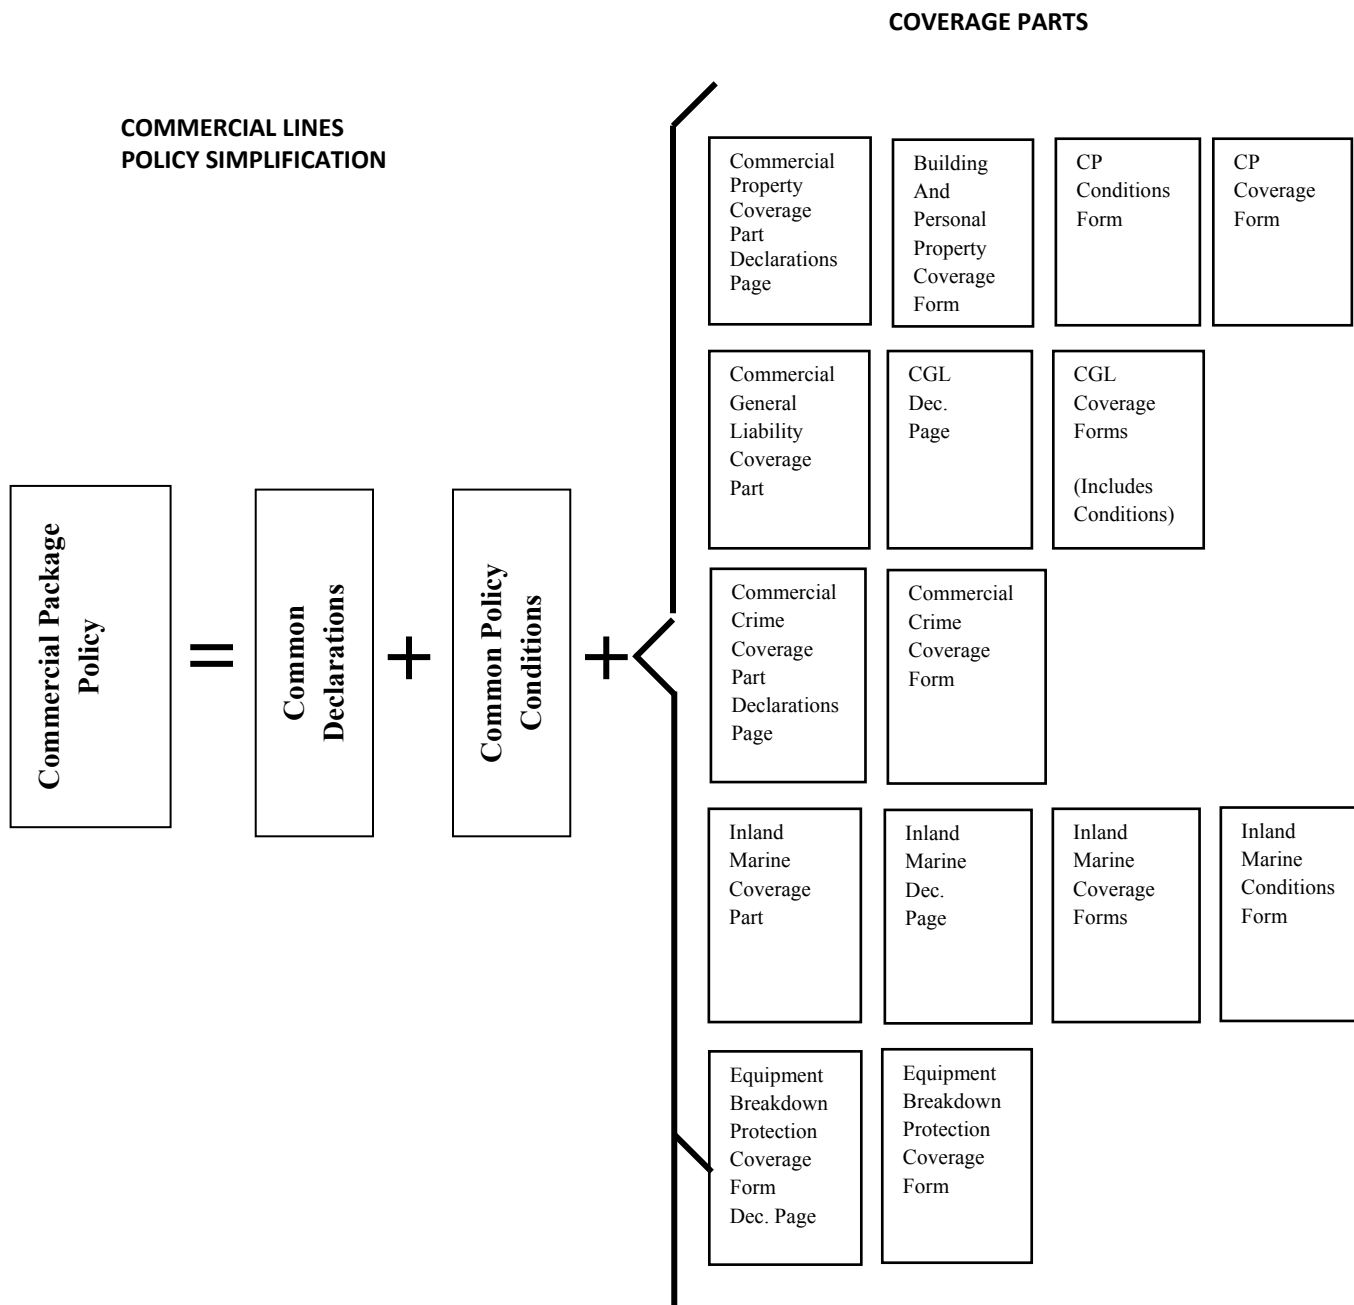 COVERAGE PARTS
COMMERCIAL LINES
POLICY SIMPLIFICATION
Commercial Package
Policy
=
Common
Declarations
+
Common Policy
Conditions
+
Commercial
Property
Coverage
Part
Declarations
Page
Building
And
Personal
Property
Coverage
Form
CP
Conditions
Form
CP
Coverage
Form
Commercial
General
Liability
Coverage
Part
CGL
Dec.
Page
CGL
Coverage
Forms
(Includes
Conditions)
Commercial
Crime
Coverage
Part
Declarations
Page
Commercial
Crime
Coverage
Form
Inland
Marine
Coverage
Part
Inland
Marine
Dec.
Page
Inland
Marine
Coverage
Forms
Inland
Marine
Conditions
Form
Equipment
Breakdown
Protection
Coverage
Form
Dec. Page
Equipment
Breakdown
Protection
Coverage
Form